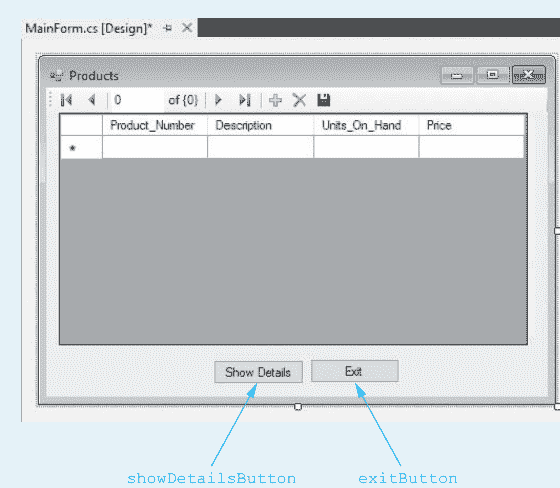 MainForm.cs [Design]*
Products
0 of {0}
Product_Number Description Units_On_Hand Price
*
Show Details Exit
showDetailsButton exitButton